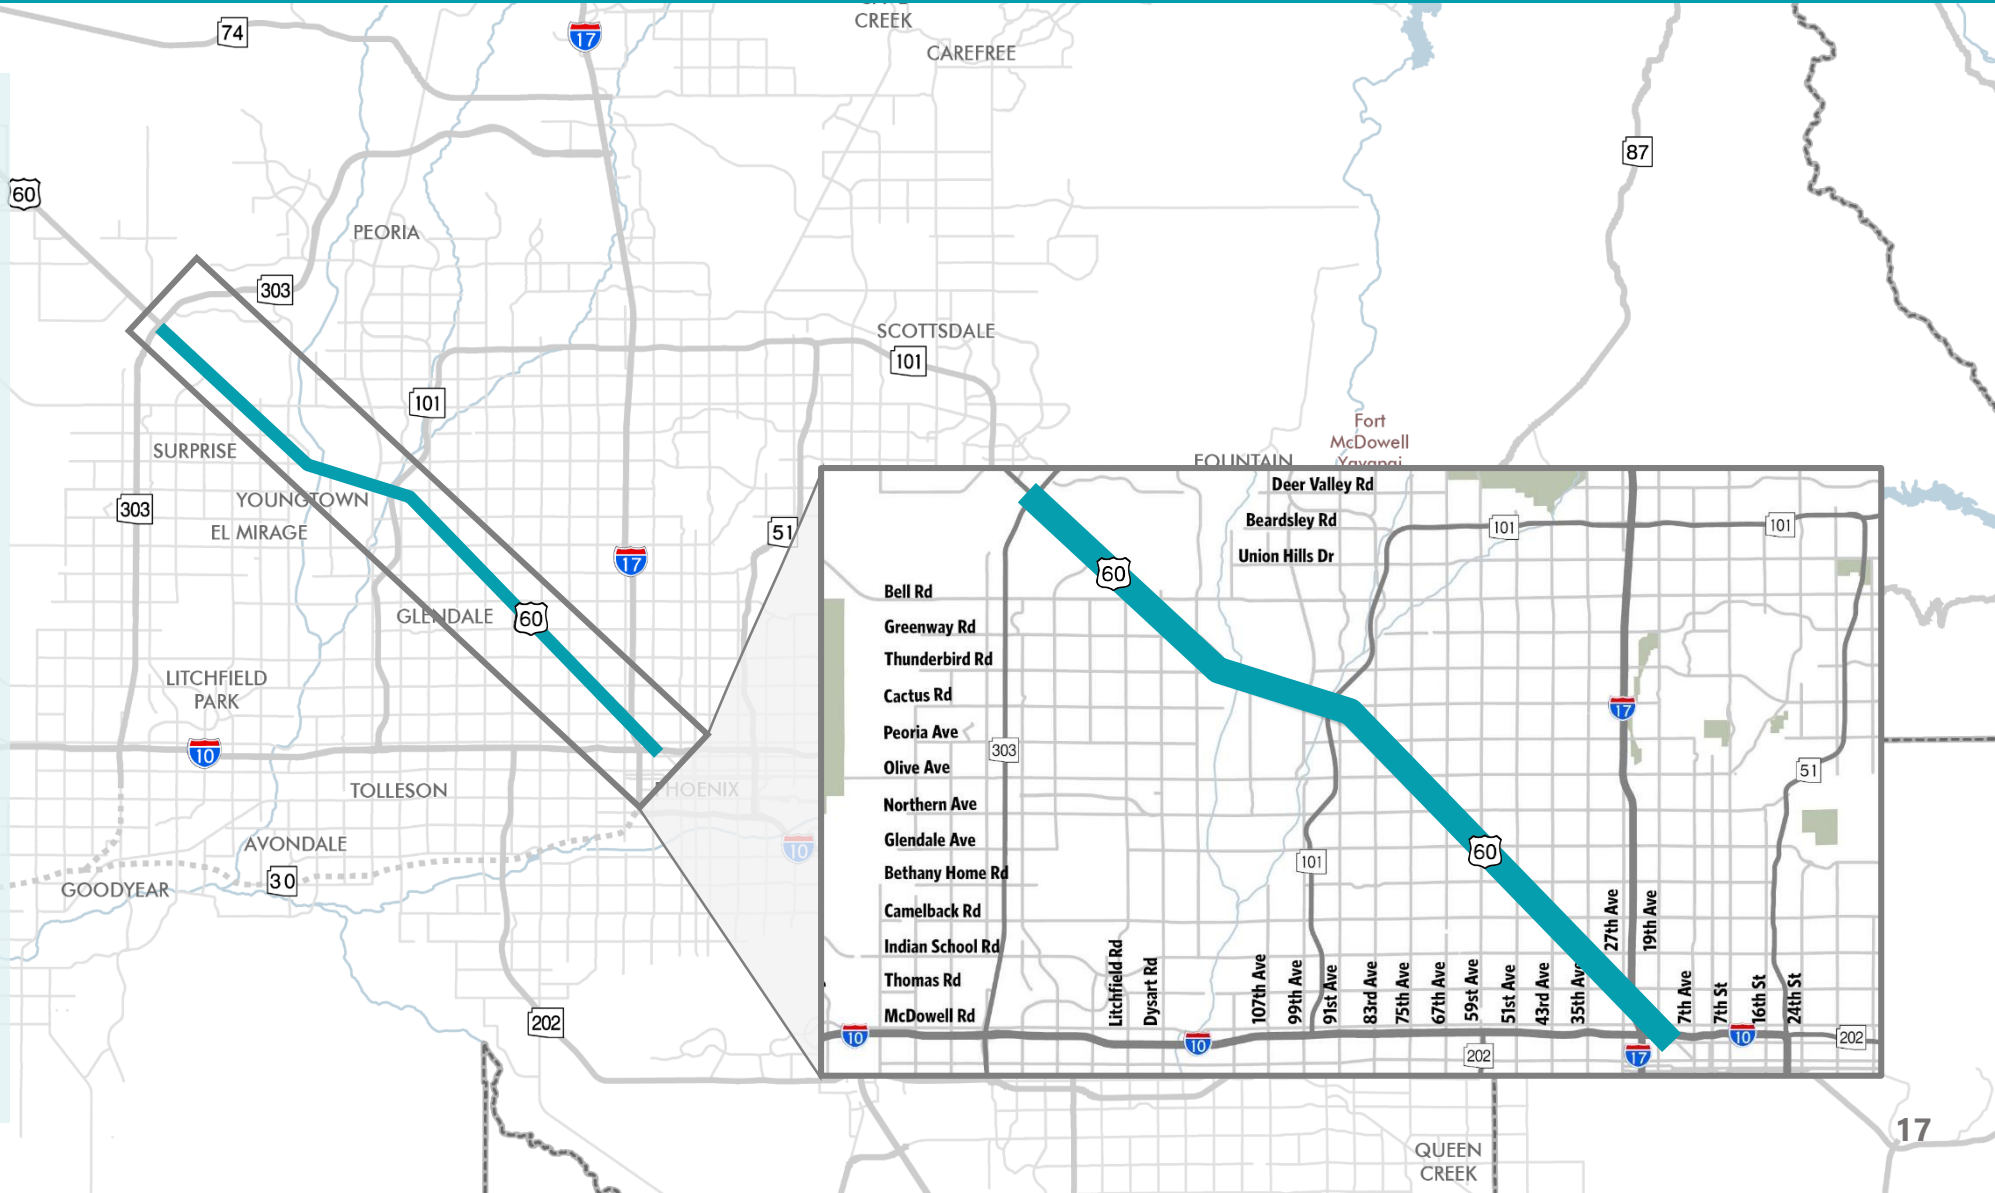 CREEK
CAREFREE
74
17
87
60
PEORIA
303
SCOTTSDALE
101
101
Fort
McDowell
Yavapai
SURPRISE
FOUNTAIN
YOUNGTOWN
303
EL MIRAGE
51
17
GLENDALE
60
LITCHFIELD
PARK
10
TOLLESON
PHOENIX
AVONDALE
10
30
GOODYEAR
202
Deer Valley Rd
Beardsley Rd
Union Hills Dr
101
101
60
Bell Rd
Greenway Rd
Thunderbird Rd
Cactus Rd
17
Peoria Ave
303
Olive Ave
51
Northern Ave
Glendale Ave
60
101
Bethany Home Rd
Camelback Rd
Indian School Rd
Thomas Rd
McDowell Rd
Litchfield Rd
Dysart Rd
107th Ave
99th Ave
91st Ave
83rd Ave
75th Ave
67th Ave
59th Ave
51st Ave
43rd Ave
35th Ave
27th Ave
19th Ave
7th Ave
7th St
16th St
24th St
10
10
202
17
10
202
17
QUEEN
CREEK